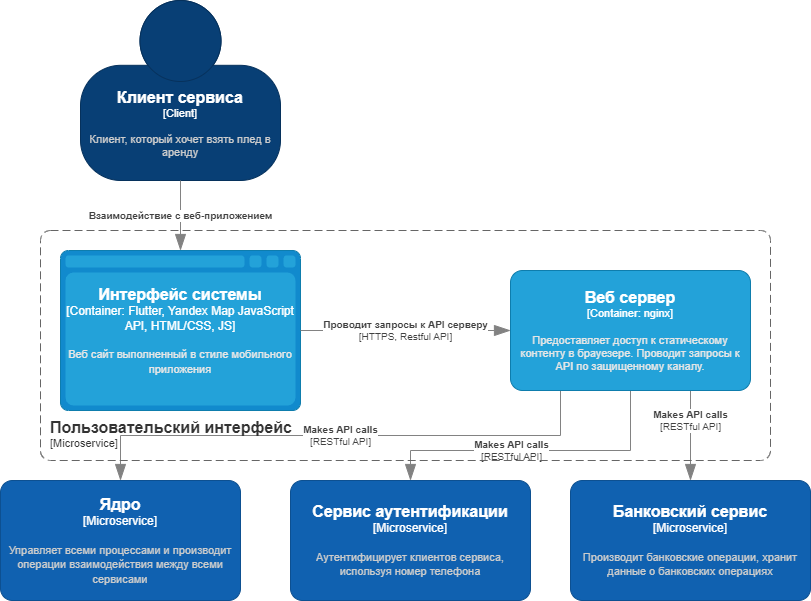 Клиент сервиса
[Client]
Клиент, который хочет взять плед в
аренду
Взаимодействие с веб-приложением
Интерфейс системы
[Container: Flutter, Yandex Map JavaScript
API, HTML/CSS, JS]
Веб сайт выполненный в стиле мобильного
приложения
Проводит запросы к API серверу
[HTTPS, Restful API]
Веб сервер
[Container: nginx]
Предоставляет доступ к статическому
контенту в браузере. Проводит запросы к
API по защищенному каналу.
Пользовательский интерфейс
[Microservice]
Makes API calls
[RESTful API]
Makes API calls
[RESTful API]
Makes API calls
[RESTful API]
Ядро
[Microservice]
Управляет всеми процессами и производит
операции взаимодействия между всеми
сервисами
Сервис аутентификации
[Microservice]
Аутентифицирует клиентов сервиса,
используя номер телефона
Банковский сервис
[Microservice]
Производит банковские операции, хранит
данные о банковских операциях